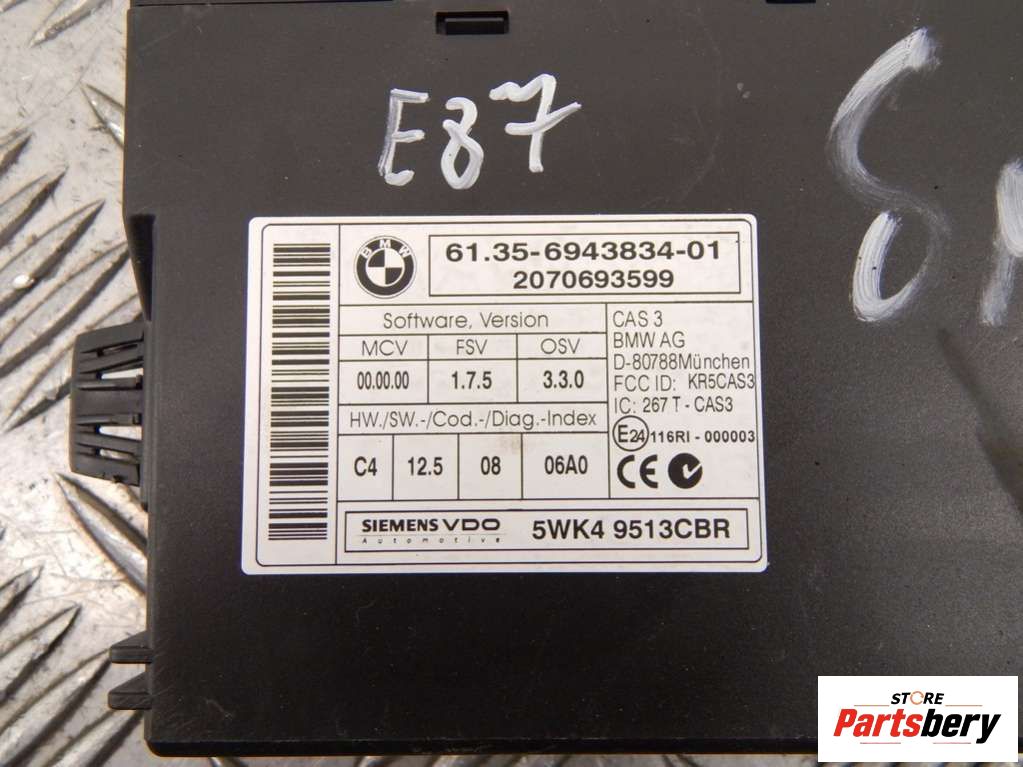 E87
BMW
61.35-6943834-01
2070693599
Software, Version
MCV FSV OSV
00.00.00 1.7.5 3.3.0
HW./SW.-/Cod.-/Diag.-Index
C4 12.5 08 06A0
CAS 3
BMW AG
D-80788München
FCC ID: KR5CAS3
IC: 267 T - CAS3
E24 116RI - 000003
CE
SIEMENS VDO
Automotive
5WK4 9513CBR
STORE
Partsbery